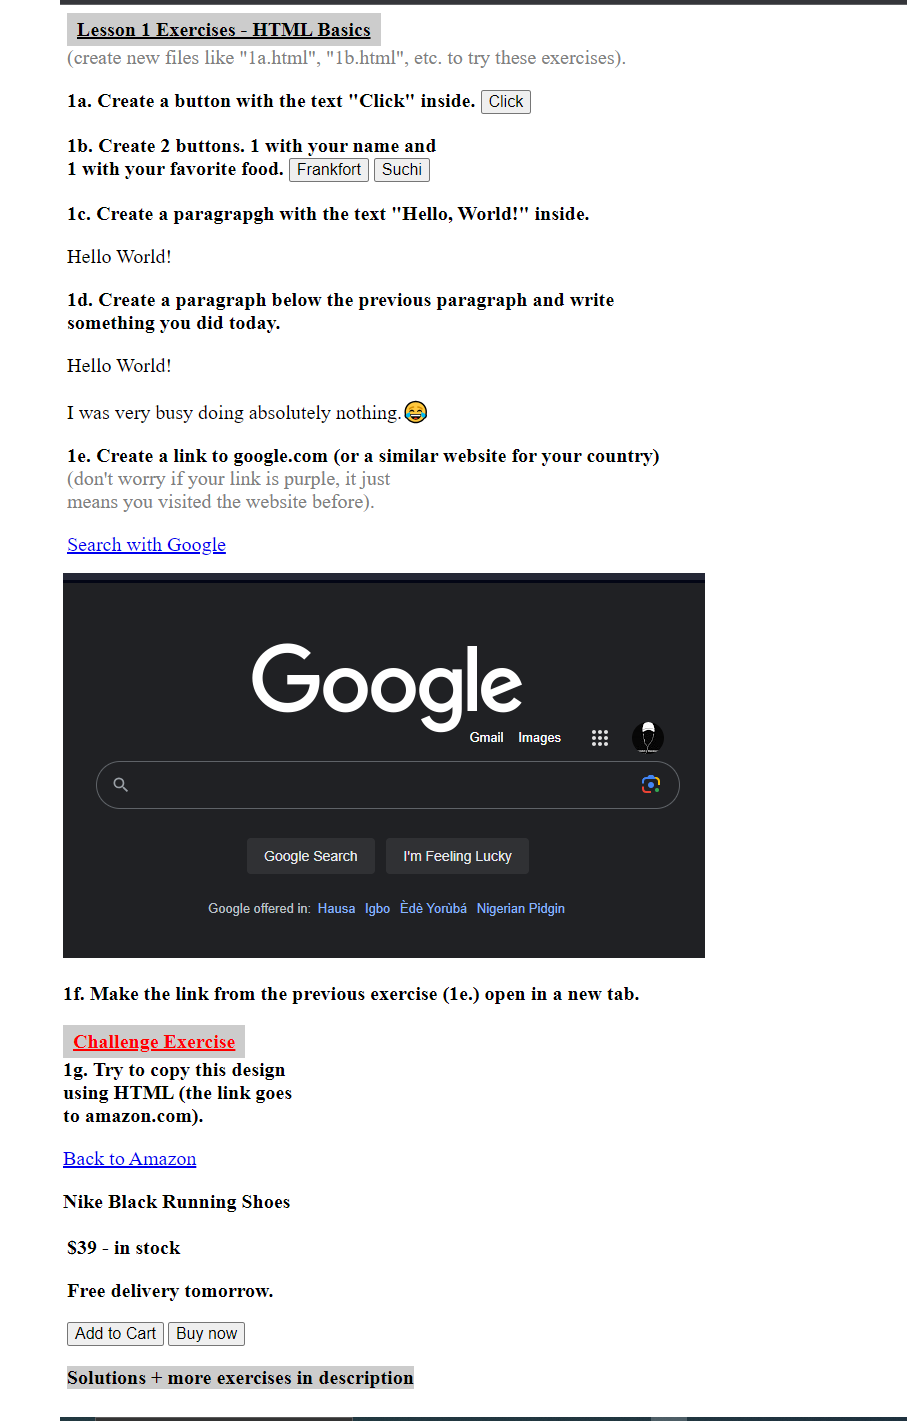 Lesson 1 Exercises - HTML Basics
(create new files like "1a.html", "1b.html", etc. to try these exercises).
1a. Create a button with the text "Click" inside. Click
1b. Create 2 buttons. 1 with your name and
1 with your favorite food. Frankfort Suchi
1c. Create a paragrapgh with the text "Hello, World!" inside.
Hello World!
1d. Create a paragraph below the previous paragraph and write
something you did today.
Hello World!
I was very busy doing absolutely nothing.😂
1e. Create a link to google.com (or a similar website for your country)
(don't worry if your link is purple, it just
means you visited the website before).
Search with Google
Google
Gmail Images
Google Search I'm Feeling Lucky
Google offered in: Hausa Igbo Èdè Yorùbá Nigerian Pidgin
1f. Make the link from the previous exercise (1e.) open in a new tab.
Challenge Exercise
1g. Try to copy this design
using HTML (the link goes
to amazon.com).
Back to Amazon
Nike Black Running Shoes
$39 - in stock
Free delivery tomorrow.
Add to Cart Buy now
Solutions + more exercises in description